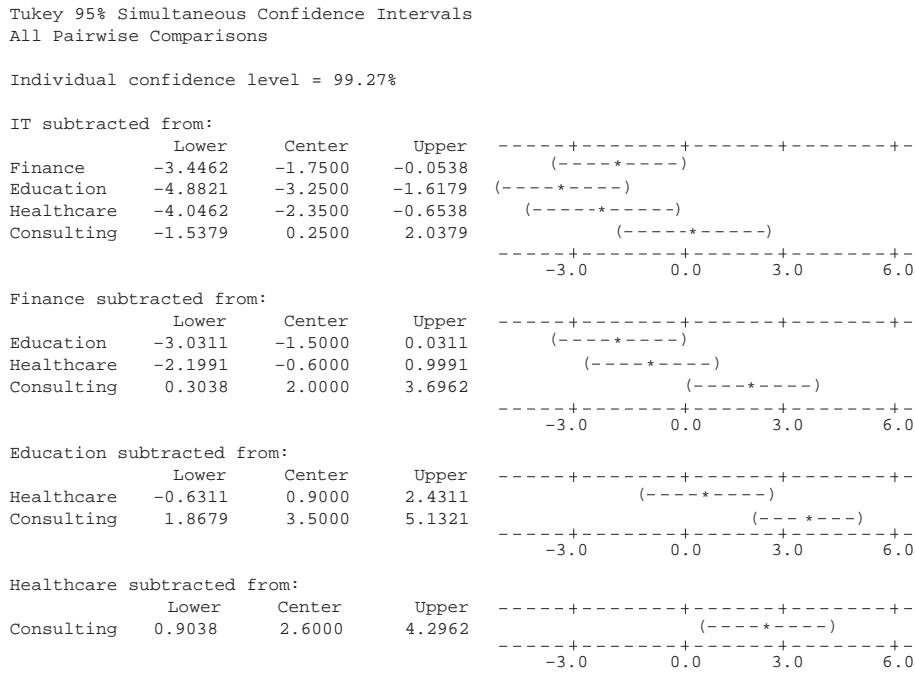 Tukey 95% Simultaneous Confidence Intervals
All Pairwise Comparisons
Individual confidence level = 99.27%
IT subtracted from:
Lower Center Upper -----+--------+-------+--------+-
Finance -3.4462 -1.7500 -0.0538 (----*----)
Education -4.8821 -3.2500 -1.6179 (----*----)
Healthcare -4.0462 -2.3500 -0.6538 (-----*-----)
Consulting -1.5379 0.2500 2.0379 (-----*-----)
-----+--------+-------+--------+-
-3.0 0.0 3.0 6.0
Finance subtracted from:
Lower Center Upper -----+--------+-------+--------+-
Education -3.0311 -1.5000 0.0311 (----*----)
Healthcare -2.1991 -0.6000 0.9991 (----*----)
Consulting 0.3038 2.0000 3.6962 (----*----)
-----+--------+-------+--------+-
-3.0 0.0 3.0 6.0
Education subtracted from:
Lower Center Upper -----+--------+-------+--------+-
Healthcare -0.6311 0.9000 2.4311 (----*----)
Consulting 1.8679 3.5000 5.1321 (---*---)
-----+--------+-------+--------+-
-3.0 0.0 3.0 6.0
Healthcare subtracted from:
Lower Center Upper -----+--------+-------+--------+-
Consulting 0.9038 2.6000 4.2962 (----*----)
-----+--------+-------+--------+-
-3.0 0.0 3.0 6.0